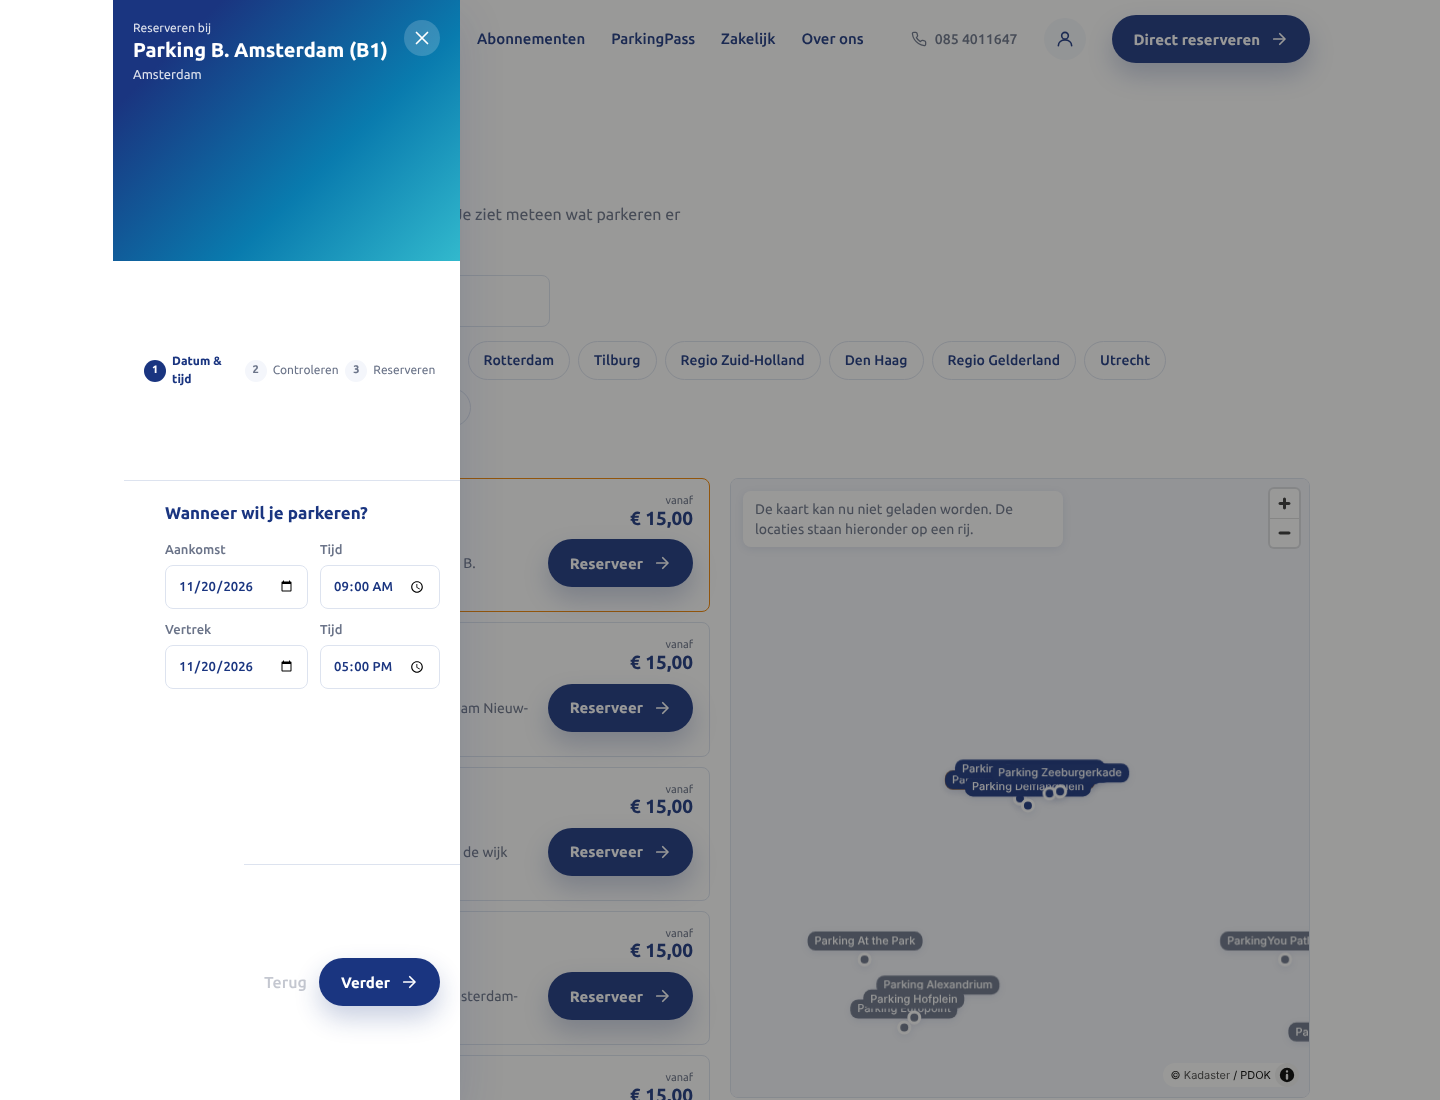 Reserveren bij
Parking B. Amsterdam (B1)
Amsterdam
Abonnementen
ParkingPass
Zakelijk
Over ons
085 4011647
Direct reserveren
Je ziet meteen wat parkeren er
Rotterdam
Tilburg
Regio Zuid-Holland
Den Haag
Regio Gelderland
Utrecht
1 Datum & tijd
2 Controleren
3 Reserveren
Wanneer wil je parkeren?
Aankomst
Tijd
11/20/2026
09:00 AM
Vertrek
Tijd
11/20/2026
05:00 PM
Terug
Verder
vanaf
€ 15,00
B.
Reserveer
vanaf
€ 15,00
am Nieuw-
Reserveer
vanaf
€ 15,00
de wijk
Reserveer
vanaf
€ 15,00
sterdam-
Reserveer
vanaf
€ 15,00
De kaart kan nu niet geladen worden. De
locaties staan hieronder op een rij.
Parking Zeeburgerkade
Parking At the Park
ParkingYou
Parking Alexandrium
Parking Hofplein
© Kadaster / PDOK